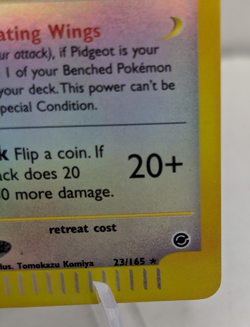 ating Wings
ur attack), if Pidgeot is your
1 of your Benched Pokémon
your deck. This power can't be
pecial Condition.
k Flip a coin. If
ack does 20
0 more damage.
20+
retreat cost
lus. Tomokazu Komiya
23/165 ★